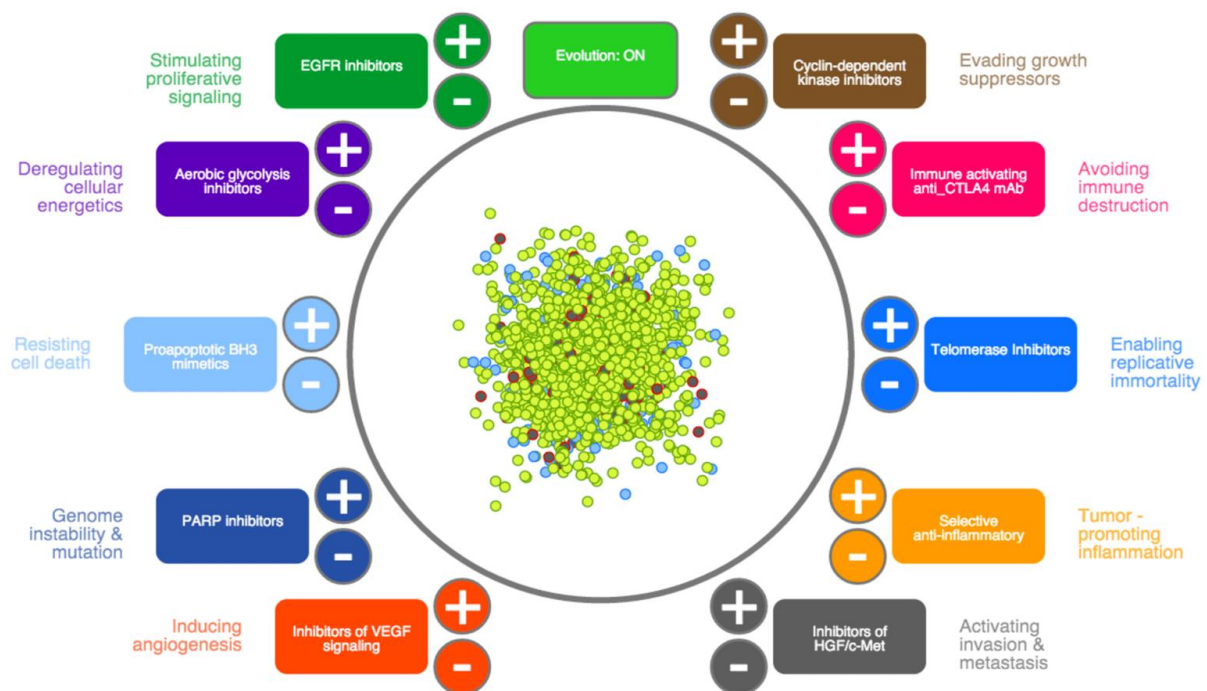 Stimulating
proliferative
signaling
EGFR inhibitors
+
-
Evolution: ON
+
-
Cyclin-dependent
kinase inhibitors
Evading growth
suppressors
Deregulating
cellular
energetics
Aerobic glycolysis
inhibitors
+
-
+
-
Immune activating
anti_CTLA4 mAb
Avoiding
immune
destruction
Resisting
cell death
Proapoptotic BH3
mimetics
+
-
+
-
Telomerase Inhibitors
Enabling
replicative
immortality
Genome
instability &
mutation
PARP inhibitors
+
-
+
-
Selective
anti-inflammatory
Tumor -
promoting
inflammation
Inducing
angiogenesis
Inhibitors of VEGF
signaling
+
-
+
-
Inhibitors of
HGF/c-Met
Activating
invasion &
metastasis